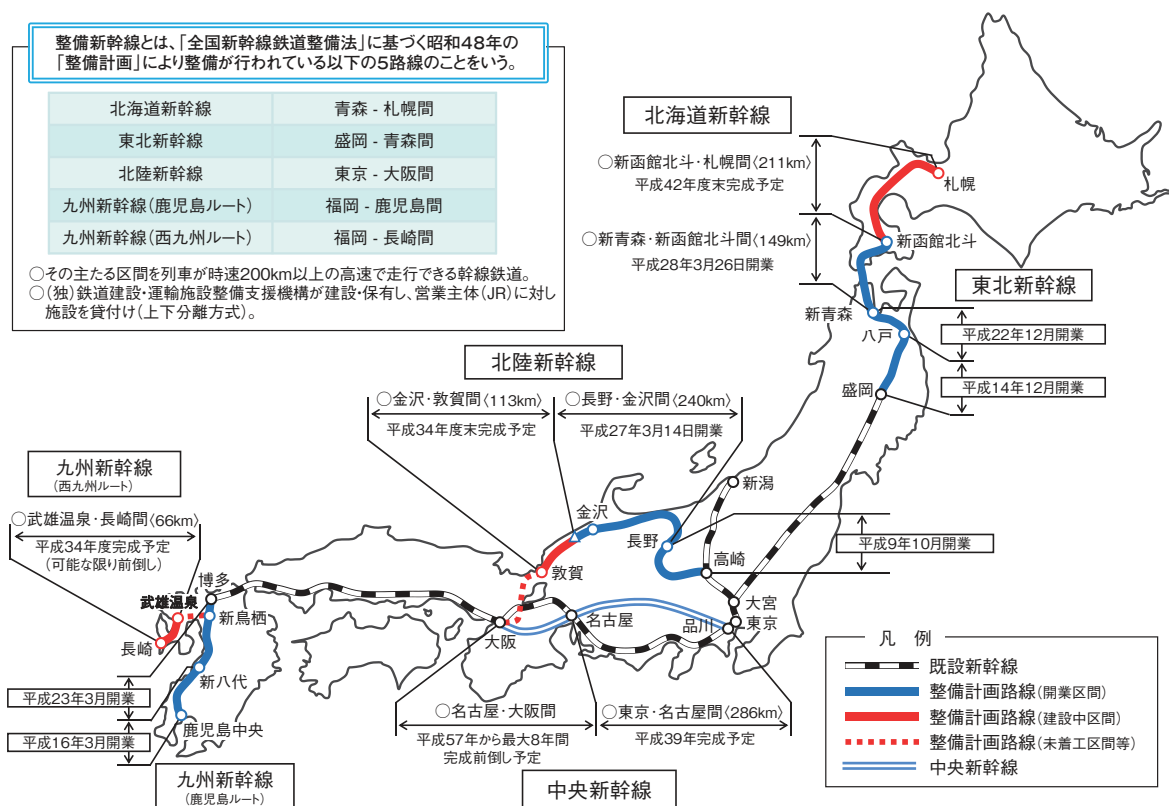 整備新幹線とは、「全国新幹線鉄道整備法」に基づく昭和48年の
「整備計画」により整備が行われている以下の5路線のことをいう。
北海道新幹線 青森 - 札幌間
東北新幹線 盛岡 - 青森間
北陸新幹線 東京 - 大阪間
九州新幹線(鹿児島ルート) 福岡 - 鹿児島間
九州新幹線(西九州ルート) 福岡 - 長崎間
○その主たる区間を列車が時速200km以上の高速で走行できる幹線鉄道。
○(独)鉄道建設・運輸施設整備支援機構が建設・保有し、営業主体(JR)に対し
施設を貸付け(上下分離方式)。
北海道新幹線
○新函館北斗・札幌間〈211km〉
平成42年度末完成予定
札幌
○新青森・新函館北斗間〈149km〉
平成28年3月26日開業
新函館北斗
東北新幹線
新青森
八戸
平成22年12月開業
平成14年12月開業
盛岡
北陸新幹線
○金沢・敦賀間〈113km〉
平成34年度末完成予定
○長野・金沢間〈240km〉
平成27年3月14日開業
新潟
金沢
長野
平成9年10月開業
高崎
敦賀
大宮
東京
品川
名古屋
大阪
九州新幹線
(西九州ルート)
○武雄温泉・長崎間〈66km〉
平成34年度完成予定
(可能な限り前倒し)
博多
武雄温泉
新鳥栖
長崎
新八代
平成23年3月開業
鹿児島中央
平成16年3月開業
九州新幹線
(鹿児島ルート)
○名古屋・大阪間
平成57年から最大8年間
完成前倒し予定
○東京・名古屋間〈286km〉
平成39年完成予定
中央新幹線
凡 例
既設新幹線
整備計画路線(開業区間)
整備計画路線(建設中区間)
整備計画路線(未着工区間等)
中央新幹線